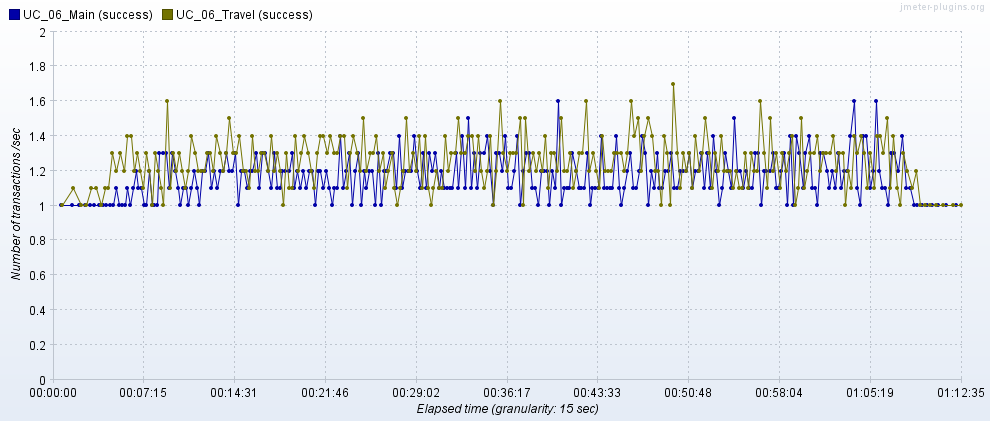 UC_06_Main (success) UC_06_Travel (success)
jmeter-plugins.org
Number of transactions/sec
2
1.8
1.6
1.4
1.2
1
0.8
0.6
0.4
0.2
0
00:00:00 00:07:15 00:14:31 00:21:46 00:29:02 00:36:17 00:43:33 00:50:48 00:58:04 01:05:19 01:12:35
Elapsed time (granularity: 15 sec)